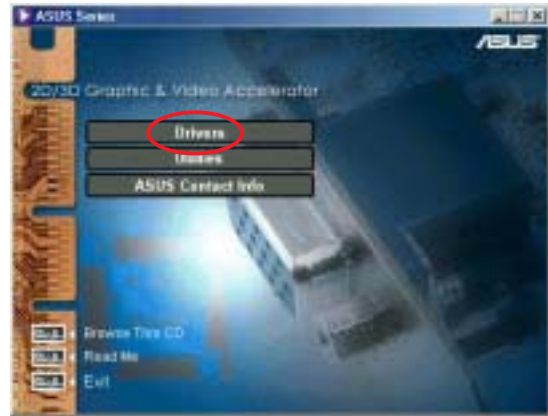 ASUS Series
ASUS
2D/3D Graphic & Video Accelerator
Drivers
Utilities
ASUS Contact Info
Browse This CD
Read Me
Exit